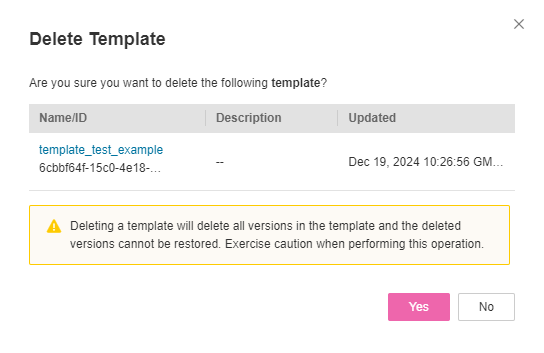 Delete Template
Are you sure you want to delete the following template?
Name/ID Description Updated
template_test_example
6cbbf64f-15c0-4e18-... -- Dec 19, 2024 10:26:56 GM...
Deleting a template will delete all versions in the template and the deleted
versions cannot be restored. Exercise caution when performing this operation.
Yes No